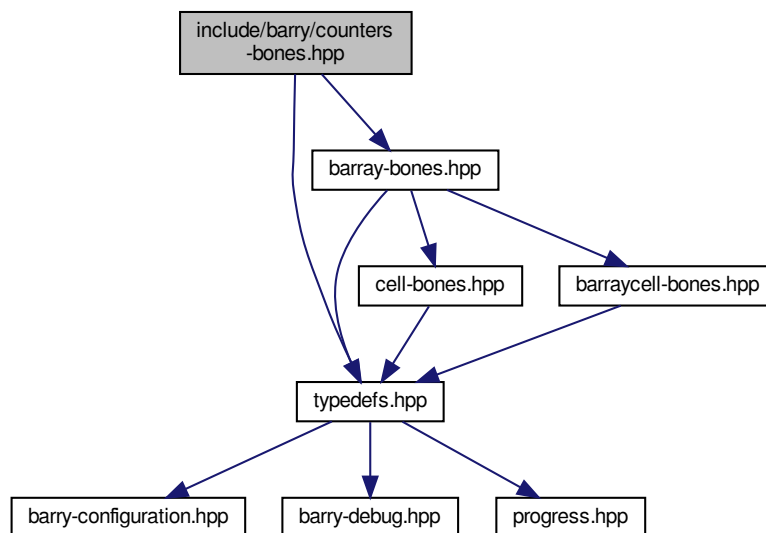 include/barry/counters
-bones.hpp
barray-bones.hpp
cell-bones.hpp
barraycell-bones.hpp
typedefs.hpp
barry-configuration.hpp
barry-debug.hpp
progress.hpp